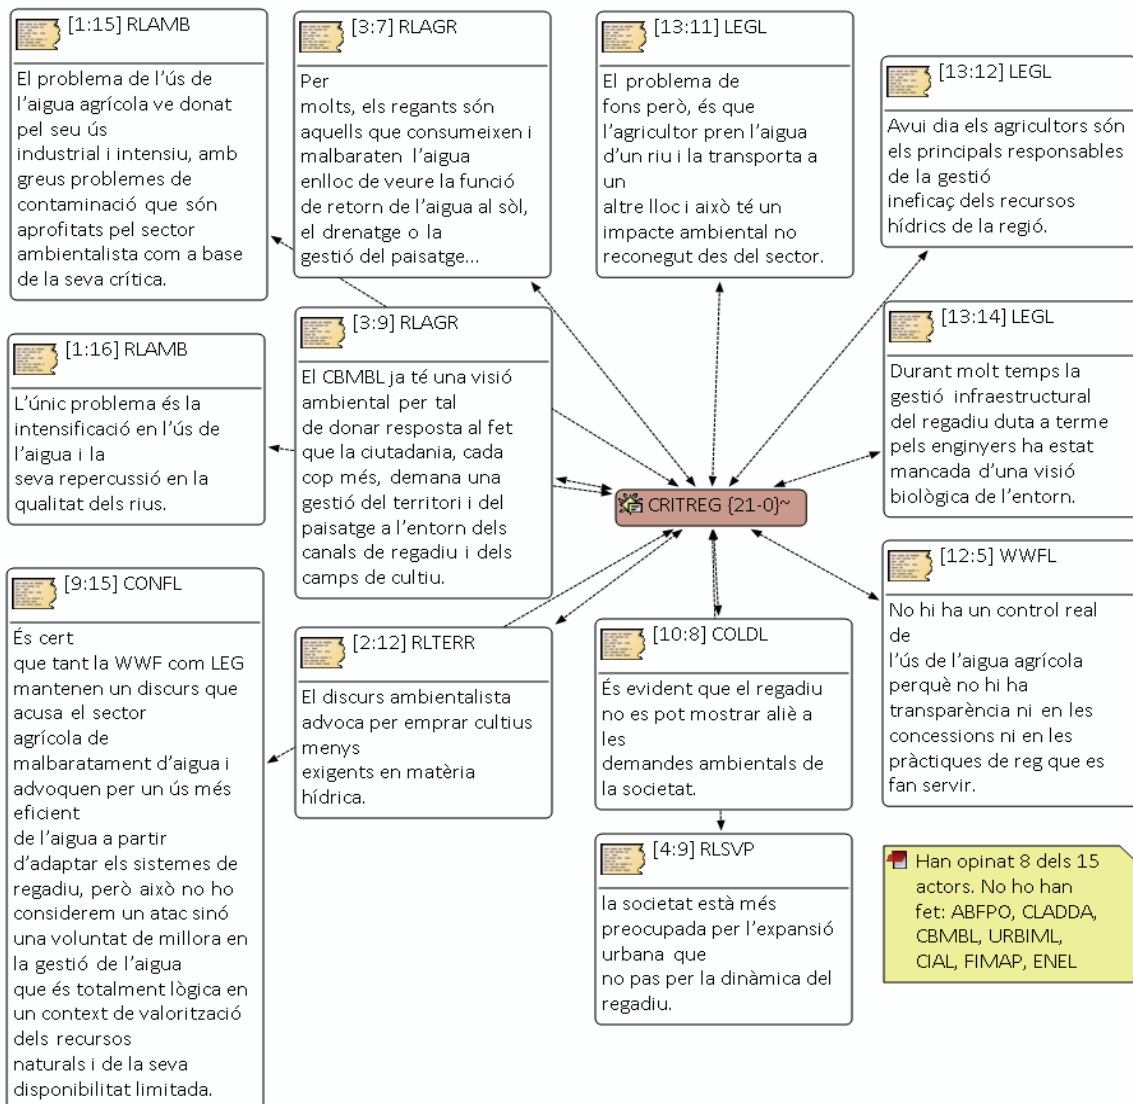 [1:15] RLAMB
El problema de l'ús de
l'aigua agrícola ve donat
pel seu ús
industrial i intensiu, amb
greus problemes de
contaminació que són
aprofitats pel sector
ambientalista com a base
de la seva crítica.
[3:7] RLAGR
Per
molts, els regants són
aquells que consumeixen i
malbaraten l'aigua
enlloc de veure la funció
de retorn de l'aigua al sòl,
el drenatge o la
gestió del paisatge...
[13:11] LEGL
El problema de
fons però, és que
l'agricultor pren l'aigua
d'un riu i la transporta a
un
altre lloc i això té un
impacte ambiental no
reconegut des del sector.
[13:12] LEGL
Avui dia els agricultors són
els principals responsables
de la gestió
ineficaç dels recursos
hídrics de la regió.
[1:16] RLAMB
L'únic problema és la
intensificació en l'ús de
l'aigua i la
seva repercussió en la
qualitat dels rius.
[3:9] RLAGR
El CBMBL ja té una visió
ambiental per tal
de donar resposta al fet
que la ciutadania, cada
cop més, demana una
gestió del territori i del
paisatge a l'entorn dels
canals de regadiu i dels
camps de cultiu.
[13:14] LEGL
Durant molt temps la
gestió infraestructural
del regadiu duta a terme
pels enginyers ha estat
mancada d'una visió
biològica de l'entorn.
CRITREG {21-0}~
[9:15] CONFL
És cert
que tant la WWF com LEG
mantenen un discurs que
acusa el sector
agrícola de
malbaratament d'aigua i
advoquen per un ús més
eficient
de l'aigua a partir
d'adaptar els sistemes de
regadiu, però això no ho
considerem un atac sinó
una voluntat de millora en
la gestió de l'aigua
que és totalment lògica en
un context de valorització
dels recursos
naturals i de la seva
disponibilitat limitada.
[2:12] RLTERR
El discurs ambientalista
advoca per emprar cultius
menys
exigents en matèria
hídrica.
[10:8] COLDL
És evident que el regadiu
no es pot mostrar aliè a
les
demandes ambientals de
la societat.
[12:5] WWFL
No hi ha un control real
de
l'ús de l'aigua agrícola
perquè no hi ha
transparència ni en les
concessions ni en les
pràctiques de reg que es
fan servir.
[4:9] RLSVP
la societat està més
preocupada per l'expansió
urbana que
no pas per la dinàmica del
regadiu.
Han opinat 8 dels 15
actors. No ho han
fet: ABFPO, CLADDA,
CBMBL, URBIML,
CIAL, FIMAP, ENEL